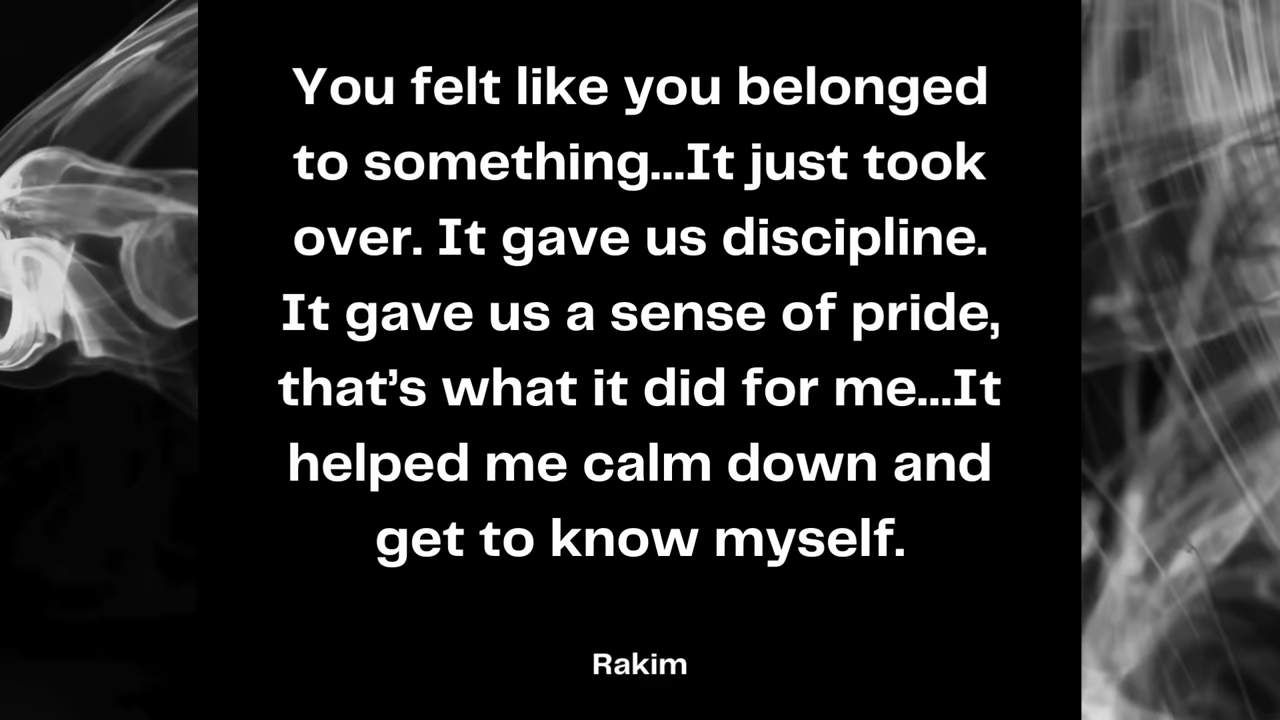 You felt like you belonged
to something...It just took
over. It gave us discipline.
It gave us a sense of pride,
that’s what it did for me...It
helped me calm down and
get to know myself.
Rakim